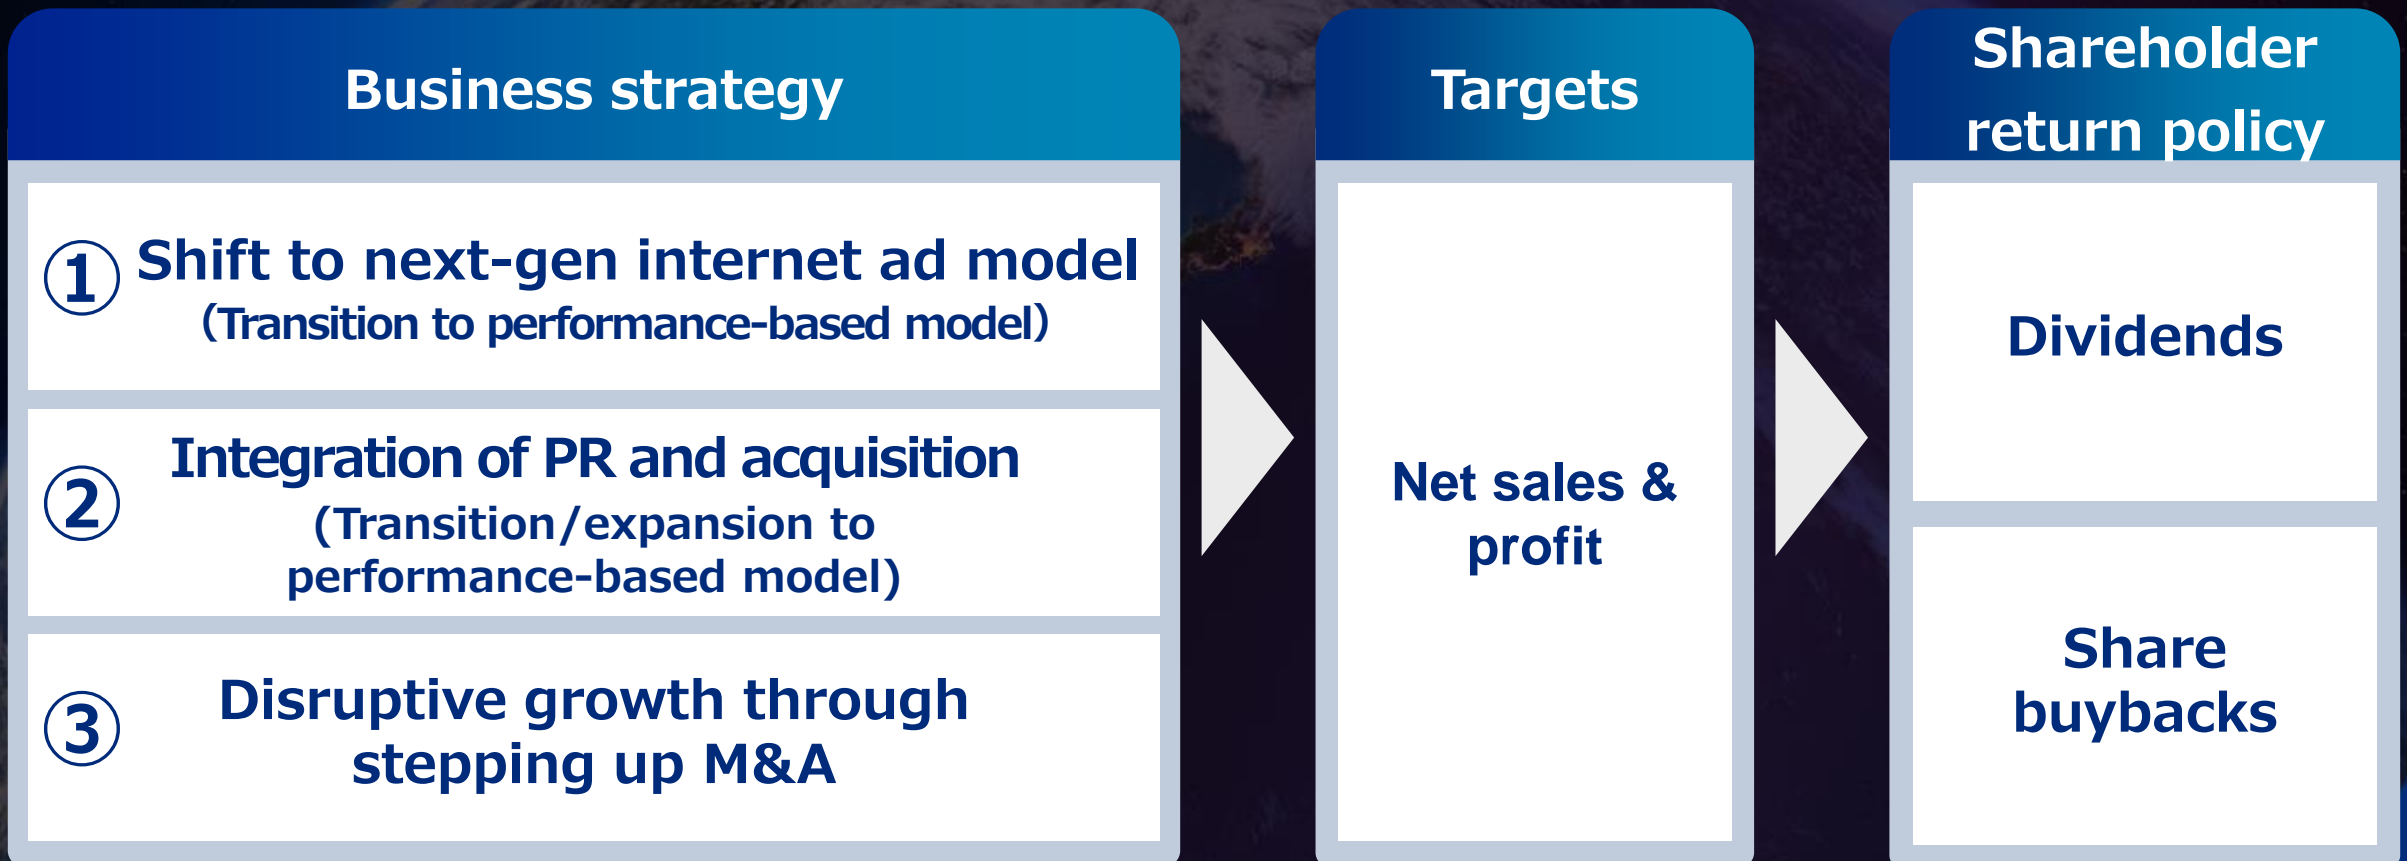 Business strategy
① Shift to next-gen internet ad model
（Transition to performance-based model）
② Integration of PR and acquisition
(Transition/expansion to
performance-based model)
③ Disruptive growth through
stepping up M&A
Targets
Net sales &
profit
Shareholder
return policy
Dividends
Share
buybacks